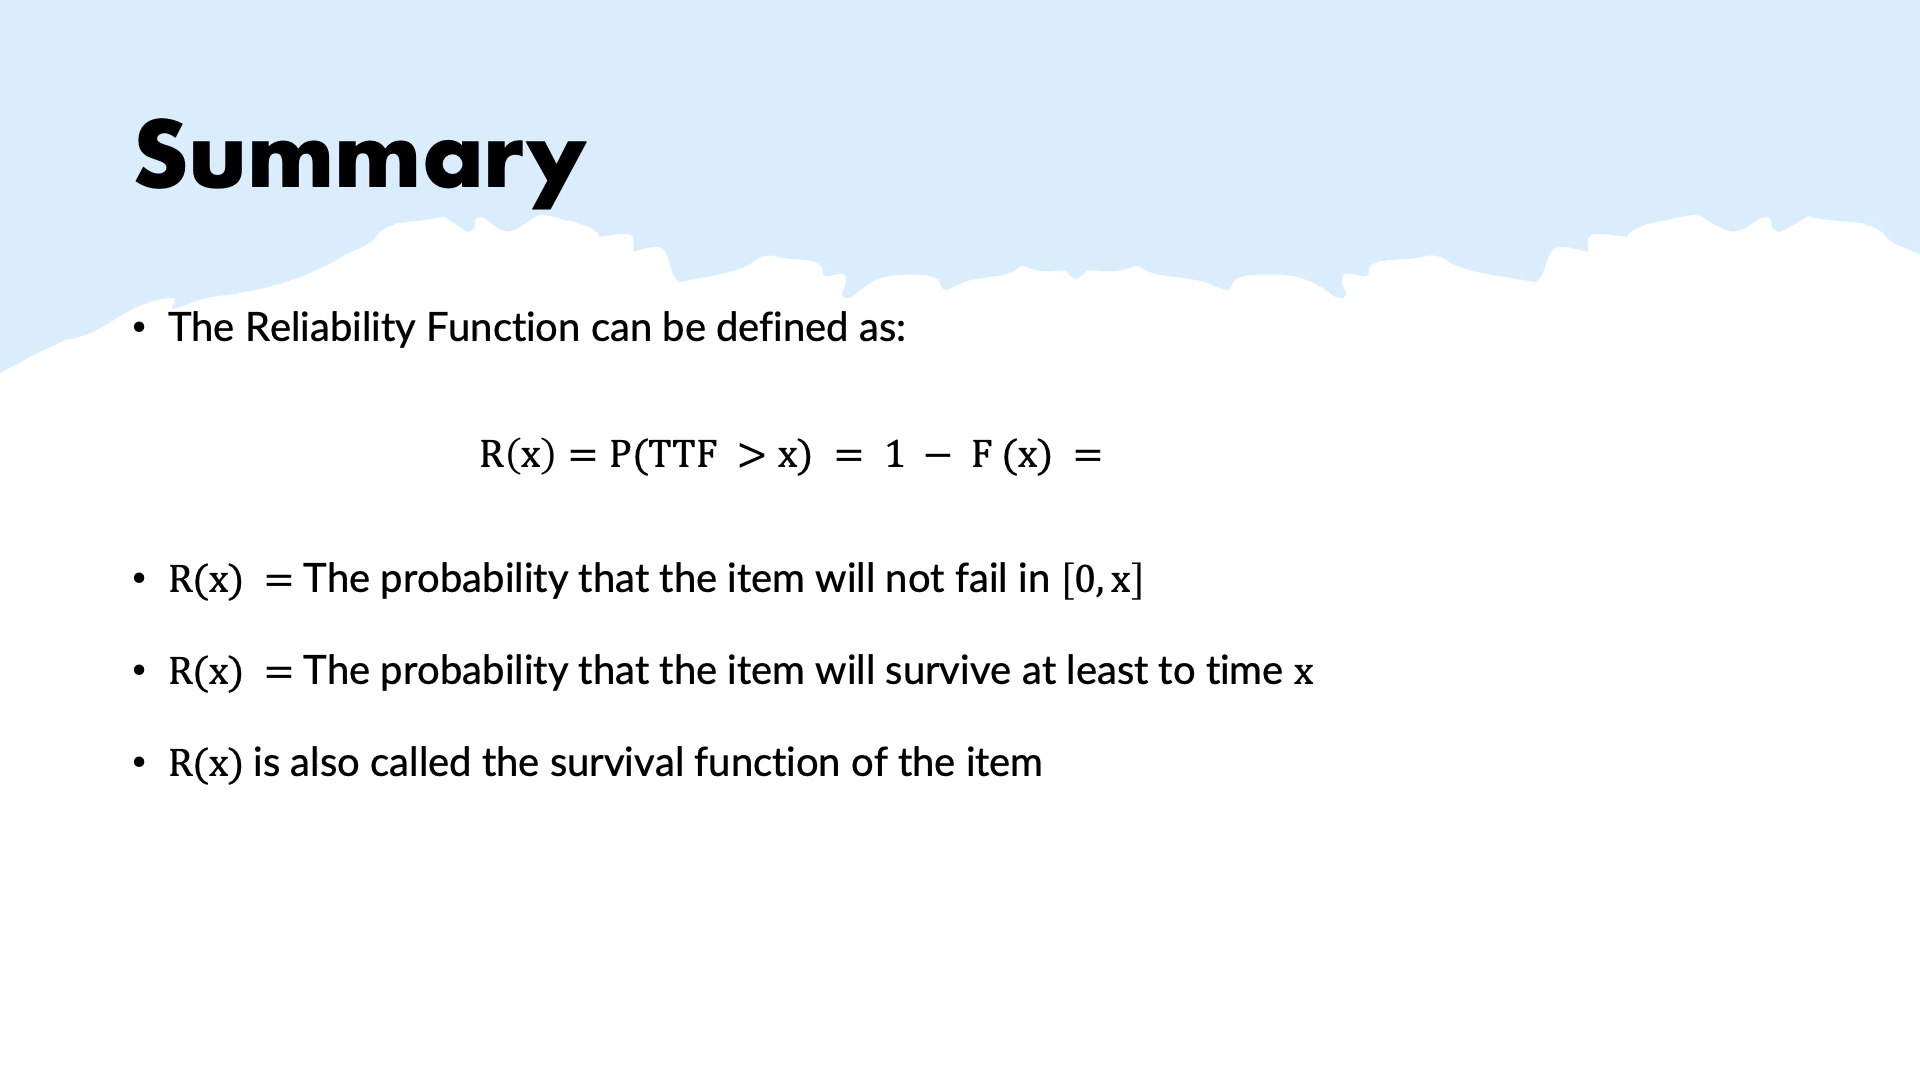 Summary
• The Reliability Function can be defined as:
R(x) = P(TTF > x) = 1 − F (x) =
• R(x) = The probability that the item will not fail in [0, x]
• R(x) = The probability that the item will survive at least to time x
• R(x) is also called the survival function of the item